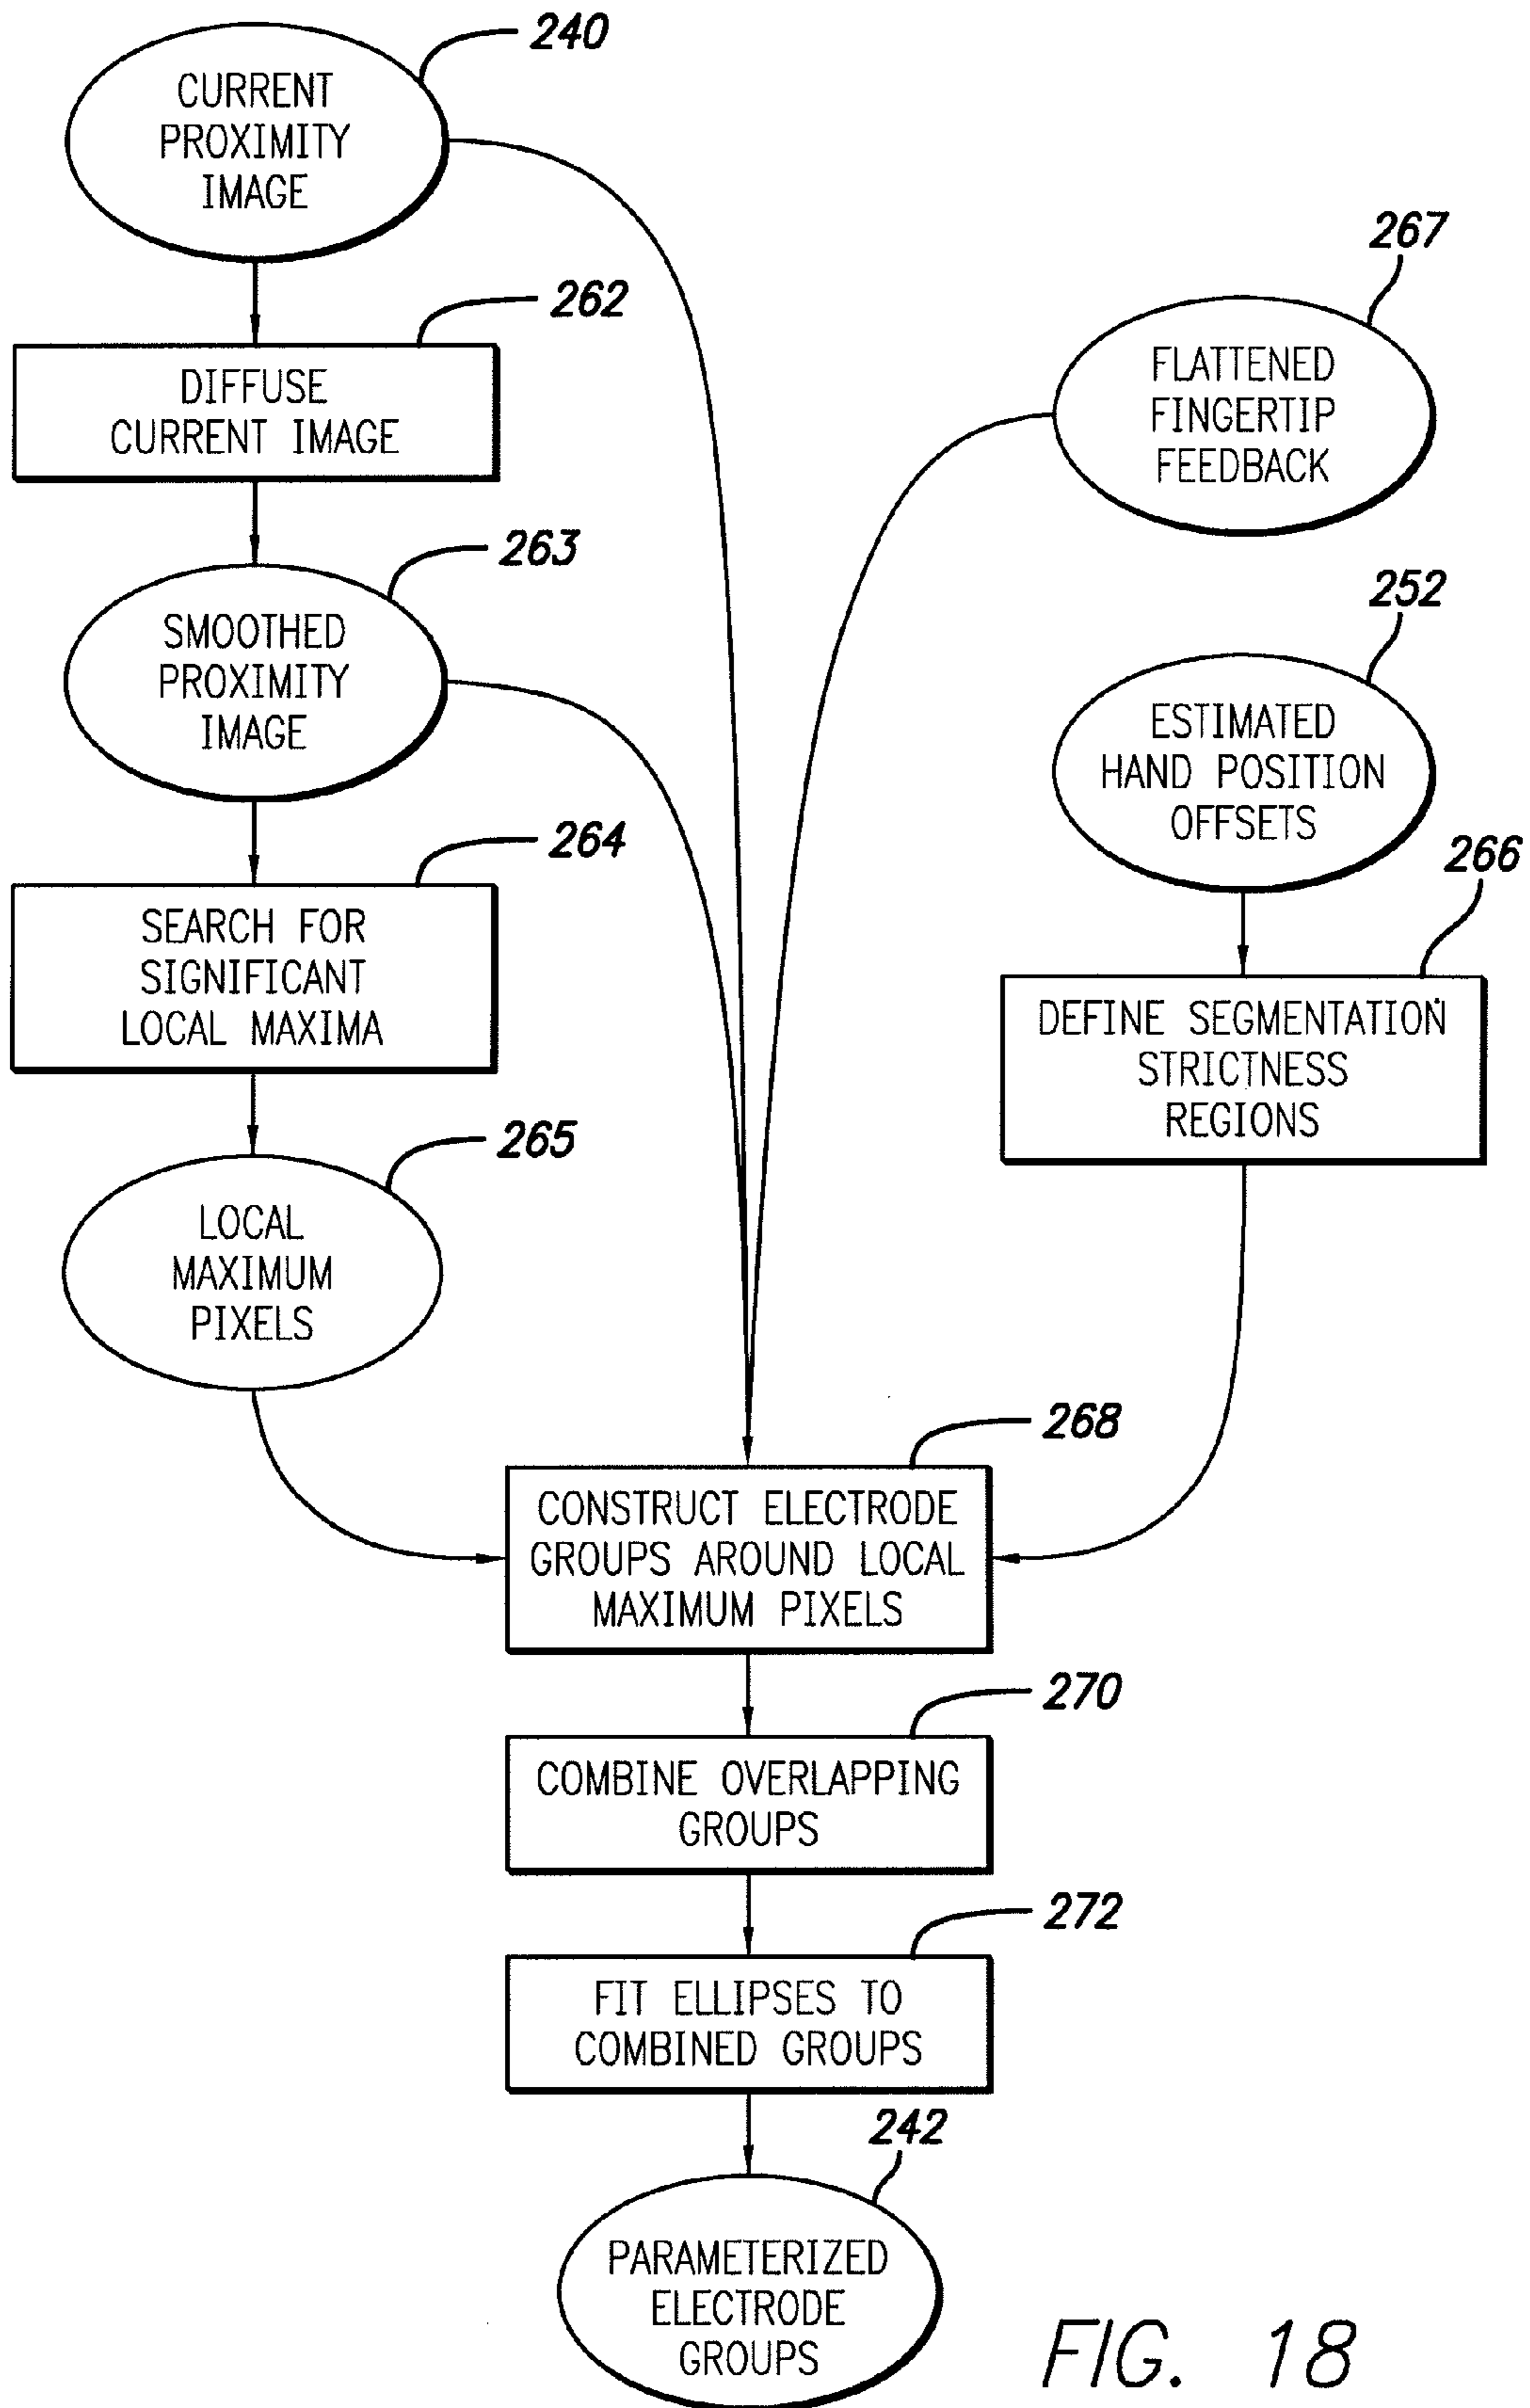 240
CURRENT
PROXIMITY
IMAGE
262
DIFFUSE
CURRENT IMAGE
263
SMOOTHED
PROXIMITY
IMAGE
264
SEARCH FOR
SIGNIFICANT
LOCAL MAXIMA
265
LOCAL
MAXIMUM
PIXELS
267
FLATTENED
FINGERTIP
FEEDBACK
252
ESTIMATED
HAND POSITION
OFFSETS
266
DEFINE SEGMENTATION
STRICTNESS
REGIONS
268
CONSTRUCT ELECTRODE
GROUPS AROUND LOCAL
MAXIMUM PIXELS
270
COMBINE OVERLAPPING
GROUPS
272
FIT ELLIPSES TO
COMBINED GROUPS
242
PARAMETERIZED
ELECTRODE
GROUPS
FIG. 18